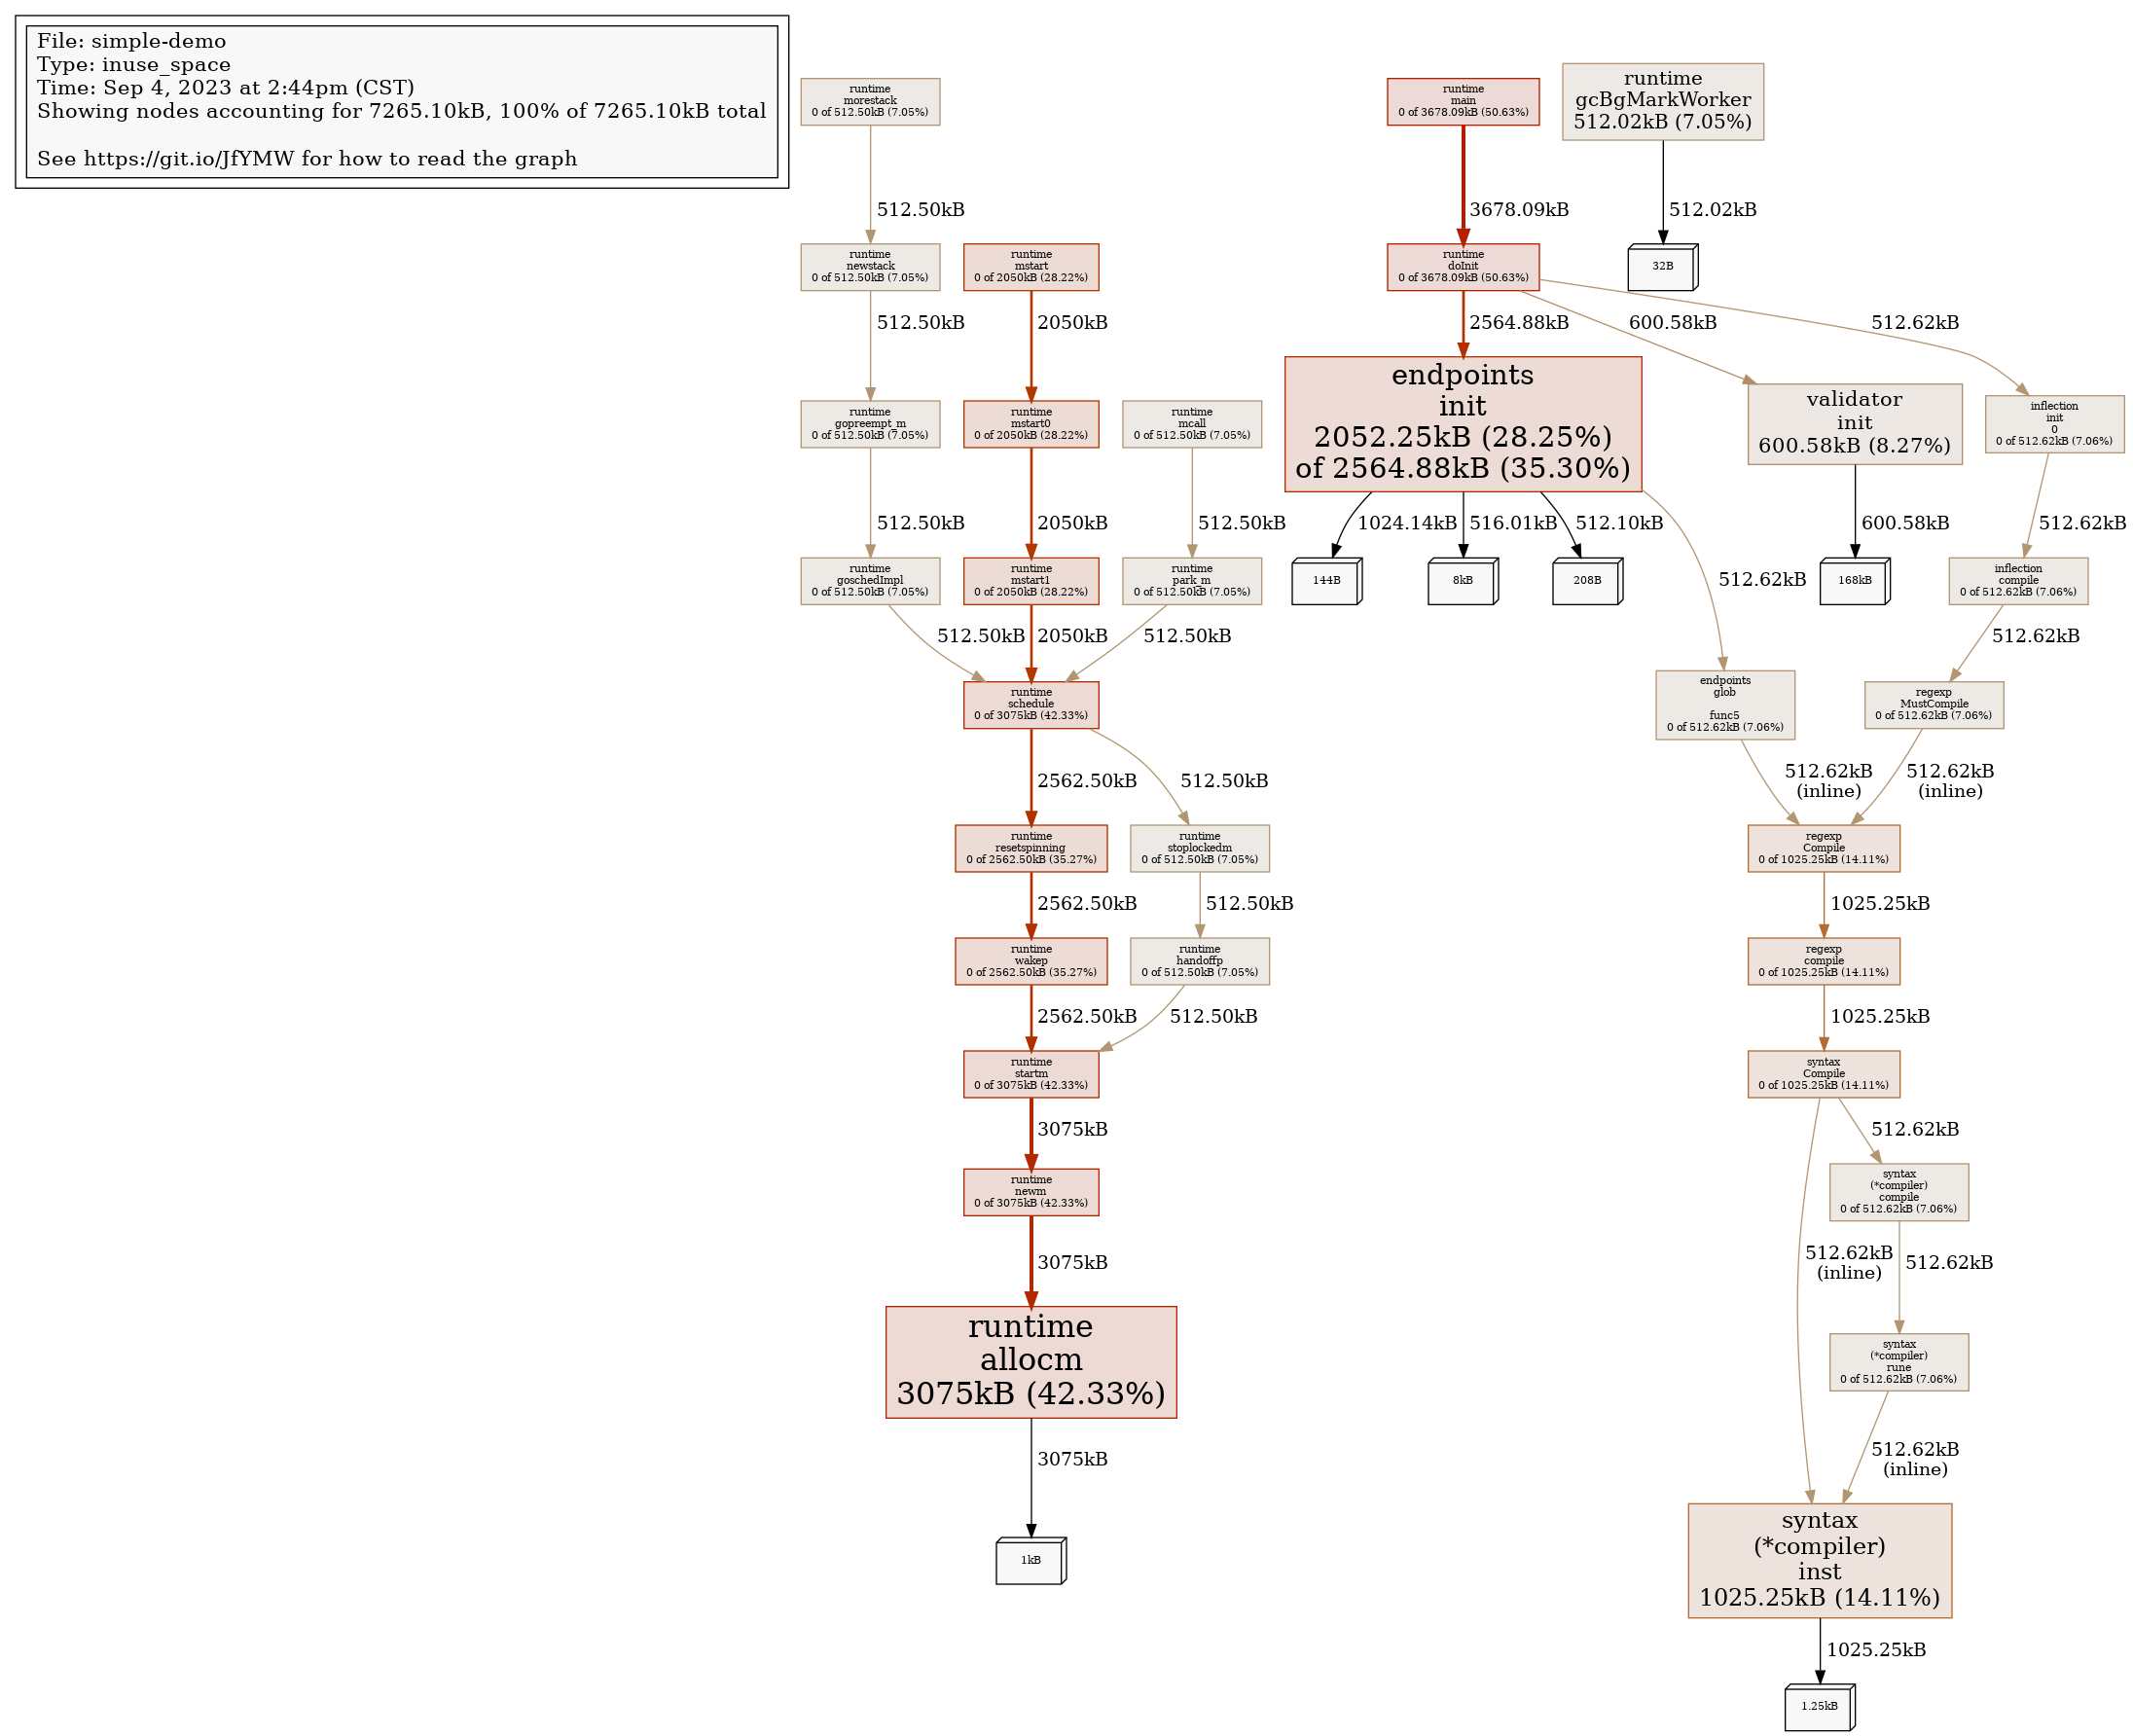 File: simple-demo
Type: inuse_space
Time: Sep 4, 2023 at 2:44pm (CST)
Showing nodes accounting for 7265.10kB, 100% of 7265.10kB total
See https://git.io/JfYMW for how to read the graph
runtime
morestack
0 of 512.50kB (7.05%)
runtime
main
0 of 3678.09kB (50.63%)
runtime
gcBgMarkWorker
512.02kB (7.05%)
512.50kB
3678.09kB
512.02kB
runtime
newstack
0 of 512.50kB (7.05%)
runtime
mstart
0 of 2050kB (28.22%)
runtime
doInit
0 of 3678.09kB (50.63%)
32B
512.50kB
2050kB
2564.88kB
600.58kB
512.62kB
runtime
gopreempt_m
0 of 512.50kB (7.05%)
runtime
mstart0
0 of 2050kB (28.22%)
runtime
mcall
0 of 512.50kB (7.05%)
endpoints
init
2052.25kB (28.25%)
of 2564.88kB (35.30%)
validator
init
600.58kB (8.27%)
inflection
init
0
0 of 512.62kB (7.06%)
512.50kB
2050kB
512.50kB
1024.14kB
516.01kB
512.10kB
512.62kB
600.58kB
512.62kB
runtime
goschedImpl
0 of 512.50kB (7.05%)
runtime
mstart1
0 of 2050kB (28.22%)
runtime
park_m
0 of 512.50kB (7.05%)
144B
8kB
208B
168kB
inflection
compile
0 of 512.62kB (7.06%)
512.50kB
2050kB
512.50kB
512.62kB
runtime
schedule
0 of 3075kB (42.33%)
endpoints
glob
func5
0 of 512.62kB (7.06%)
regexp
MustCompile
0 of 512.62kB (7.06%)
2562.50kB
512.50kB
512.62kB
(inline)
512.62kB
(inline)
runtime
resetspinning
0 of 2562.50kB (35.27%)
runtime
stoplockedm
0 of 512.50kB (7.05%)
regexp
Compile
0 of 1025.25kB (14.11%)
2562.50kB
512.50kB
1025.25kB
runtime
wakep
0 of 2562.50kB (35.27%)
runtime
handoffp
0 of 512.50kB (7.05%)
regexp
compile
0 of 1025.25kB (14.11%)
2562.50kB
512.50kB
1025.25kB
runtime
startm
0 of 3075kB (42.33%)
syntax
Compile
0 of 1025.25kB (14.11%)
3075kB
512.62kB
runtime
newm
0 of 3075kB (42.33%)
syntax
(*compiler)
compile
0 of 512.62kB (7.06%)
3075kB
512.62kB
(inline)
512.62kB
runtime
allocm
3075kB (42.33%)
syntax
(*compiler)
rune
0 of 512.62kB (7.06%)
3075kB
512.62kB
(inline)
1kB
syntax
(*compiler)
inst
1025.25kB (14.11%)
1025.25kB
1.25kB